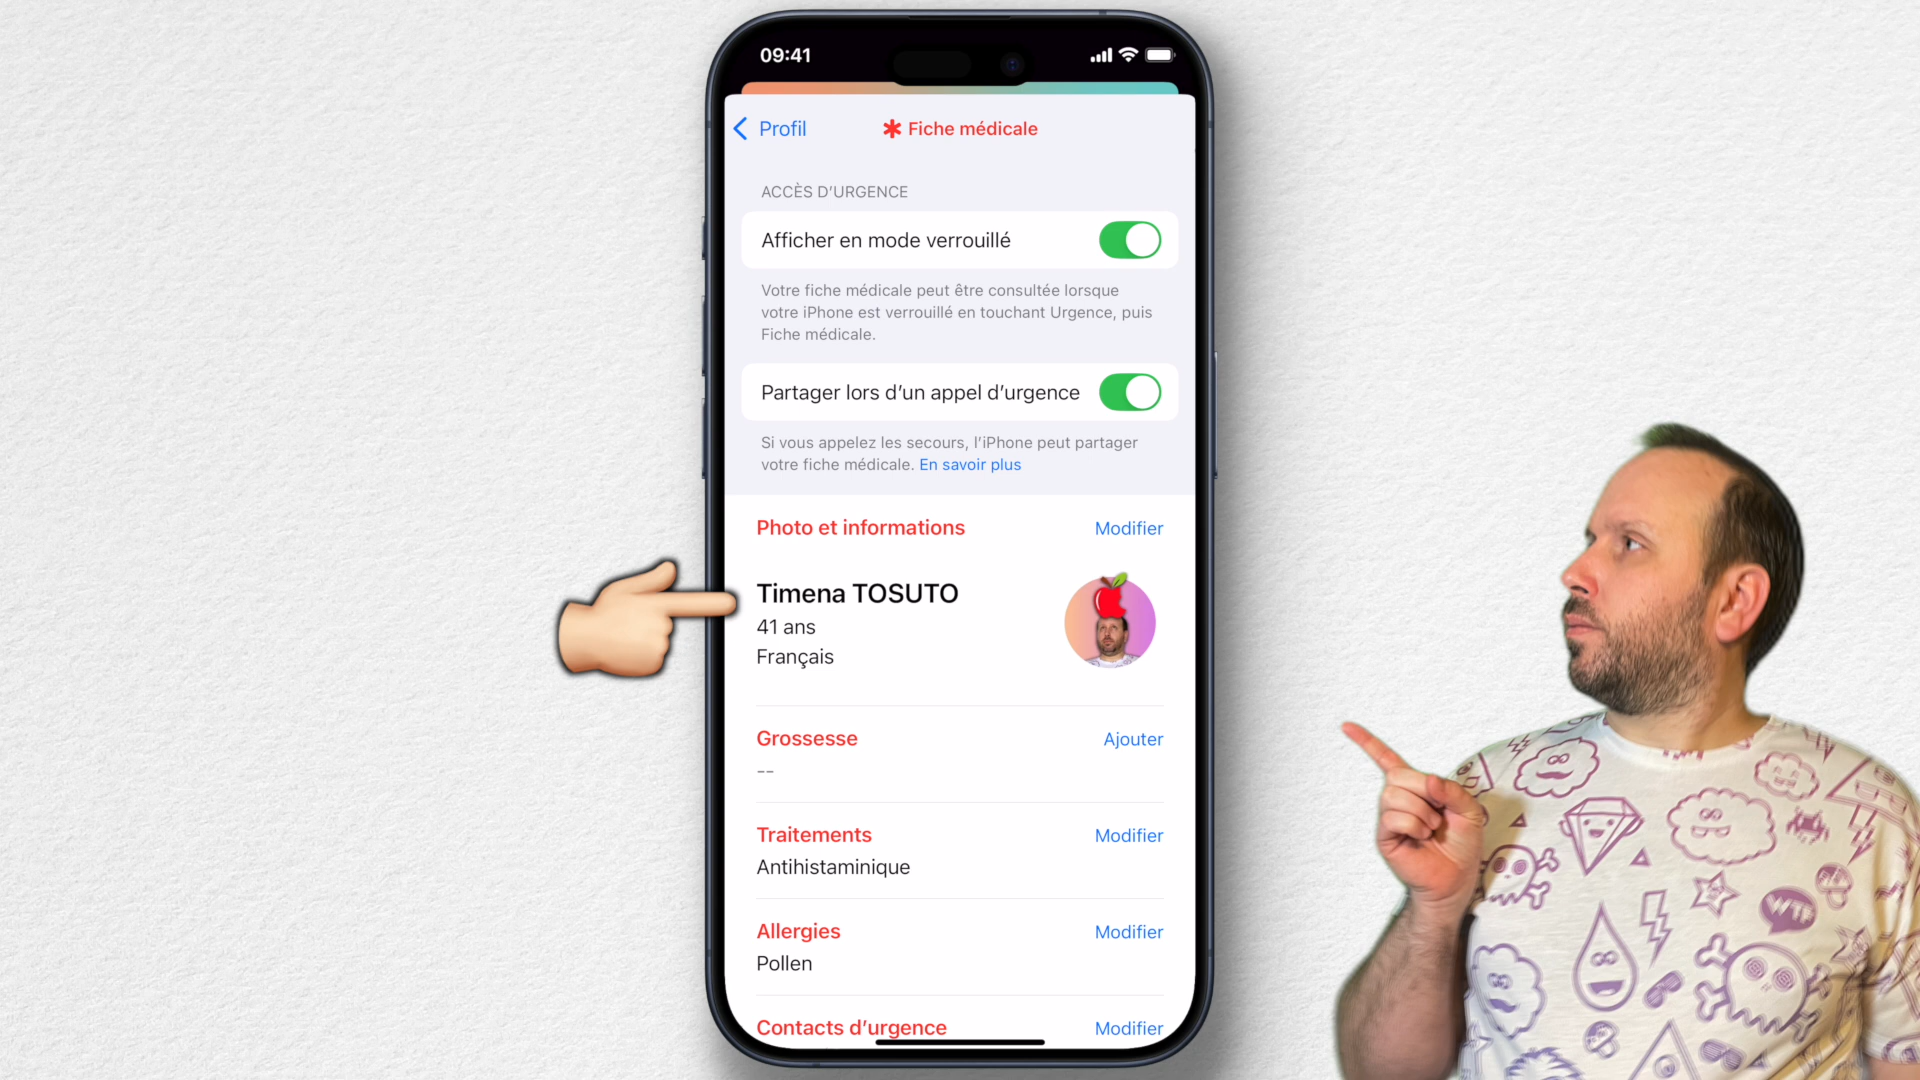 09:41
Profil
Fiche médicale
ACCÈS D’URGENCE
Afficher en mode verrouillé
Votre fiche médicale peut être consultée lorsque
votre iPhone est verrouillé en touchant Urgence, puis
Fiche médicale.
Partager lors d’un appel d’urgence
Si vous appelez les secours, l’iPhone peut partager
votre fiche médicale. En savoir plus
Photo et informations Modifier
Timena TOSUTO
41 ans
Français
Grossesse Ajouter
--
Traitements Modifier
Antihistaminique
Allergies Modifier
Pollen
Contacts d’urgence Modifier
WTF